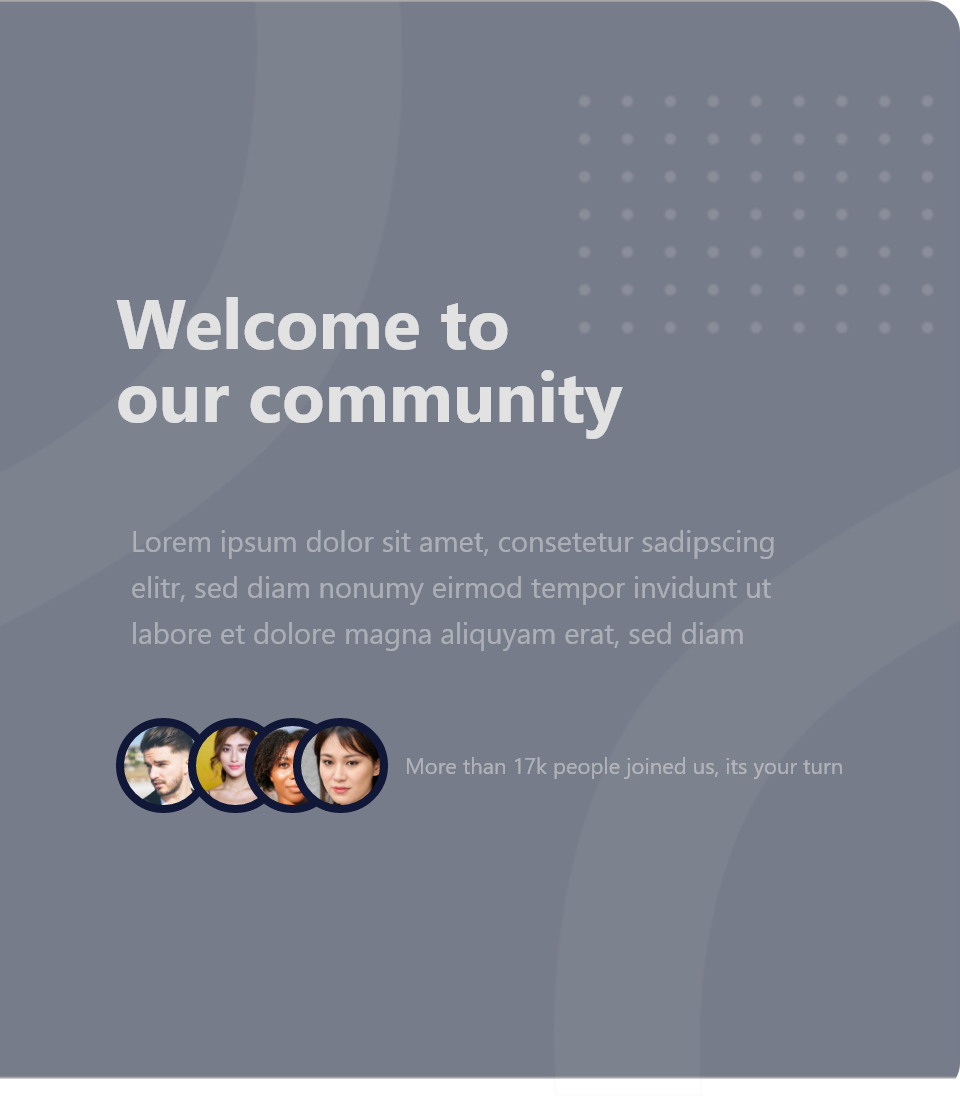 Welcome to
our community
Lorem ipsum dolor sit amet, consetetur sadipscing
elitr, sed diam nonumy eirmod tempor invidunt ut
labore et dolore magna aliquyam erat, sed diam
More than 17k people joined us, its your turn